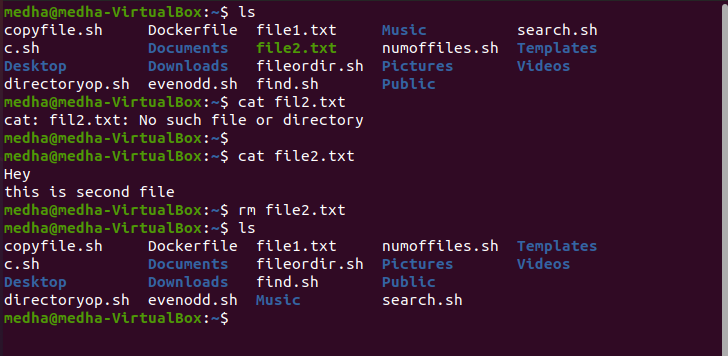 medha@medha-VirtualBox:~$ ls
copyfile.sh Dockerfile file1.txt Music search.sh
c.sh Documents file2.txt numoffiles.sh Templates
Desktop Downloads fileordir.sh Pictures Videos
directoryop.sh evenodd.sh find.sh Public
medha@medha-VirtualBox:~$ cat fil2.txt
cat: fil2.txt: No such file or directory
medha@medha-VirtualBox:~$
medha@medha-VirtualBox:~$ cat file2.txt
Hey
this is second file
medha@medha-VirtualBox:~$ rm file2.txt
medha@medha-VirtualBox:~$ ls
copyfile.sh Dockerfile file1.txt numoffiles.sh Templates
c.sh Documents fileordir.sh Pictures Videos
Desktop Downloads find.sh Public
directoryop.sh evenodd.sh Music search.sh
medha@medha-VirtualBox:~$